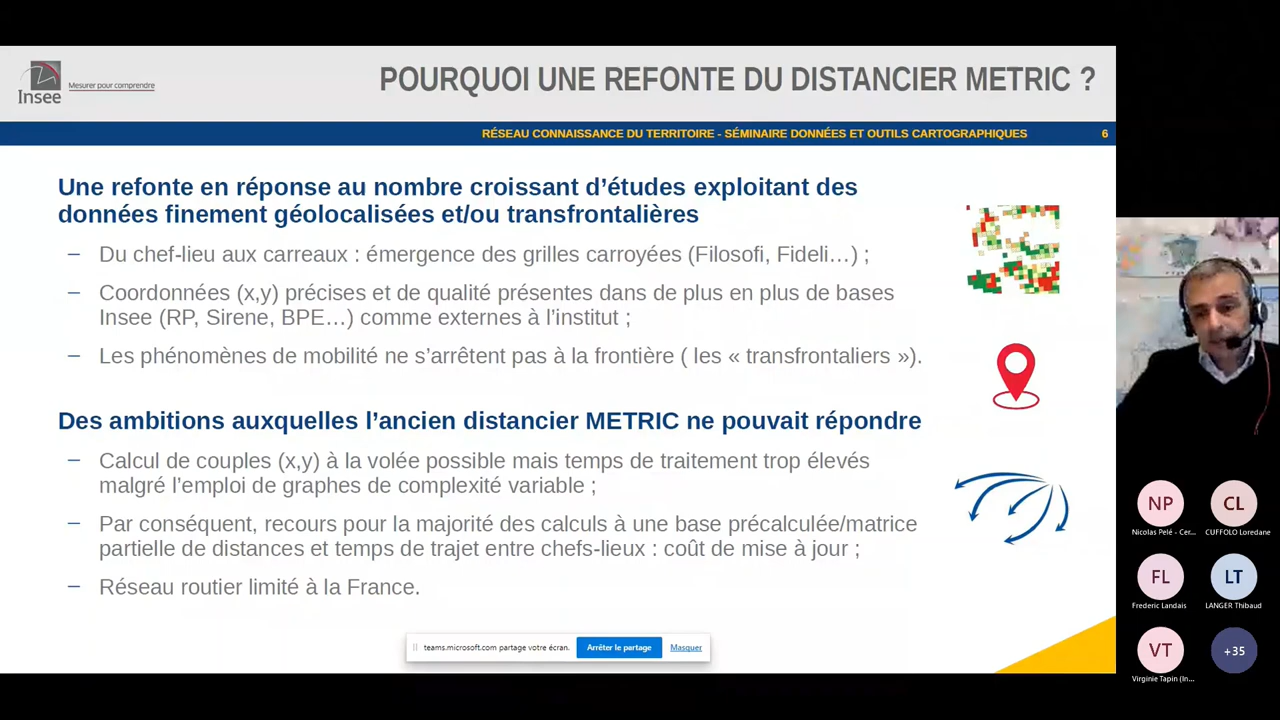 Insee
Mesurer pour comprendre
POURQUOI UNE REFONTE DU DISTANCIER METRIC ?
RÉSEAU CONNAISSANCE DU TERRITOIRE - SÉMINAIRE DONNÉES ET OUTILS CARTOGRAPHIQUES
6
Une refonte en réponse au nombre croissant d’études exploitant des
données finement géolocalisées et/ou transfrontalières
– Du chef-lieu aux carreaux : émergence des grilles carroyées (Filosofi, Fideli…) ;
– Coordonnées (x,y) précises et de qualité présentes dans de plus en plus de bases
Insee (RP, Sirene, BPE…) comme externes à l’institut ;
– Les phénomènes de mobilité ne s’arrêtent pas à la frontière ( les « transfrontaliers »).
Des ambitions auxquelles l’ancien distancier METRIC ne pouvait répondre
– Calcul de couples (x,y) à la volée possible mais temps de traitement trop élevés
malgré l’emploi de graphes de complexité variable ;
– Par conséquent, recours pour la majorité des calculs à une base précalculée/matrice
partielle de distances et temps de trajet entre chefs-lieux : coût de mise à jour ;
– Réseau routier limité à la France.
teams.microsoft.com partage votre écran.
Arrêter le partage
Masquer
NP
CL
Nicolas Pelé - Cer...
CUFFOLO Loredane
FL
LT
Frederic Landais
LANGER Thibaud
VT
+35
Virginie Tapin (In...